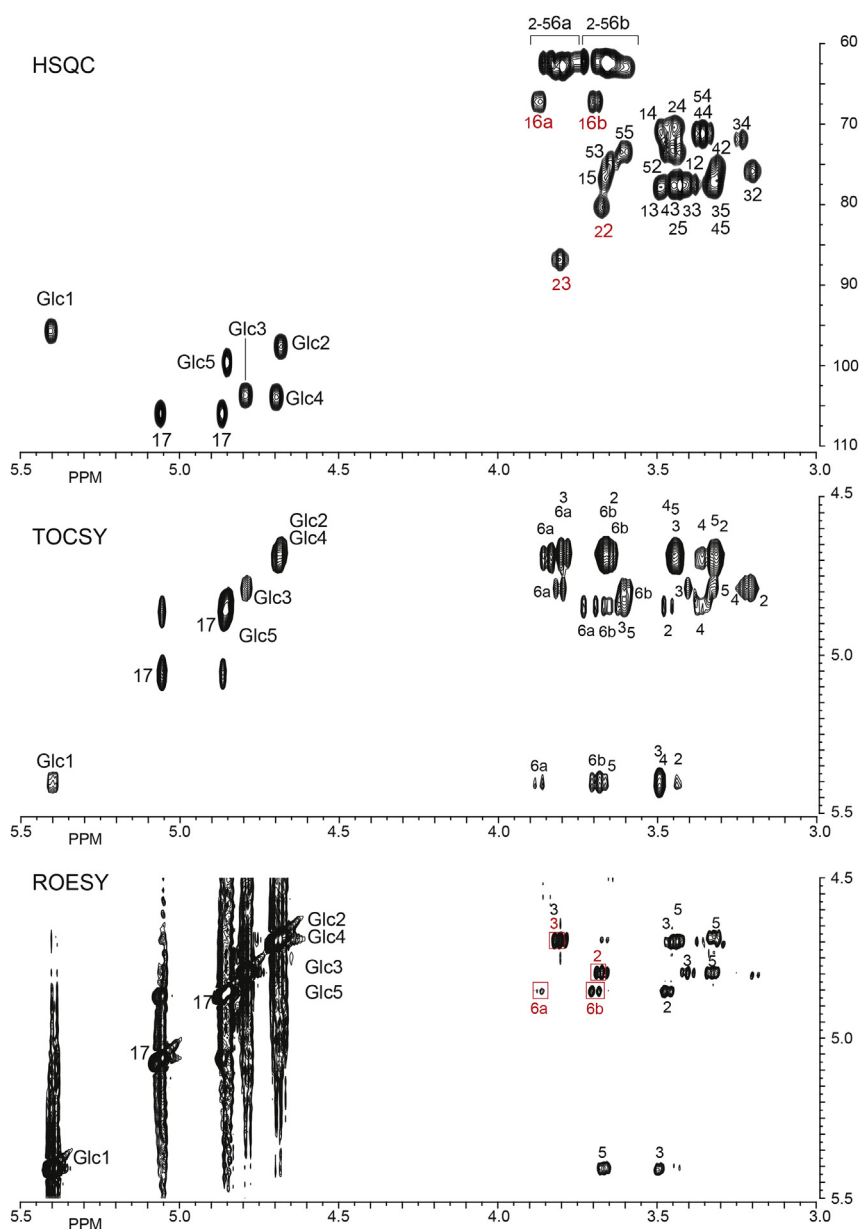 2-56a 2-56b
60
HSQC
16a 16b
14 24 54
44 34
70
53 55
15
52 12 42
32
80
13 43 33 35
25 45
22
23
90
Glc1
Glc3
Glc2
Glc5
100
Glc4
17 17
110
5.5 5.0 4.5 4.0 3.5 3.0
PPM
4.5
TOCSY
Glc2
Glc4
3 2 4 5
6a 6b 3 4 5 2
6a 6b
Glc3
6a 6b 3 5 4 2
17
Glc5
6a 6b 3 5 2 4
5.0
17
Glc1
3
6a 6b 5 4 2
5.5
5.5 5.0 4.5 4.0 3.5 3.0
PPM
ROESY
4.5
3 5
Glc2
3 3 5
Glc4
Glc3
2 3 5
Glc5
17
6a 6b 2
5.0
17
Glc1
5 3
5.5
5.5 5.0 4.5 4.0 3.5 3.0
PPM